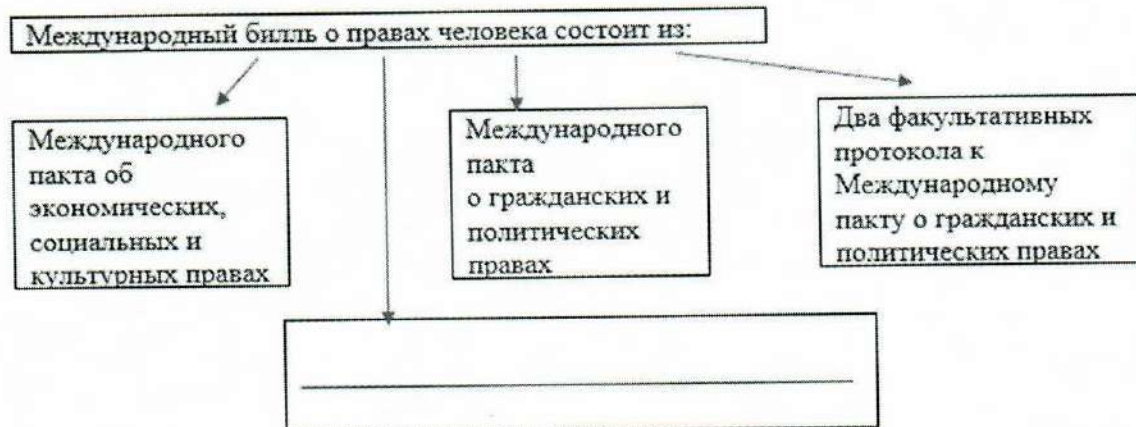 Международный билль о правах человека состоит из:
Международного
пакта об
экономических,
социальных и
культурных правах
Международного
пакта
о гражданских и
политических
правах
Два факультативных
протокола к
Международному
пакту о гражданских и
политических правах